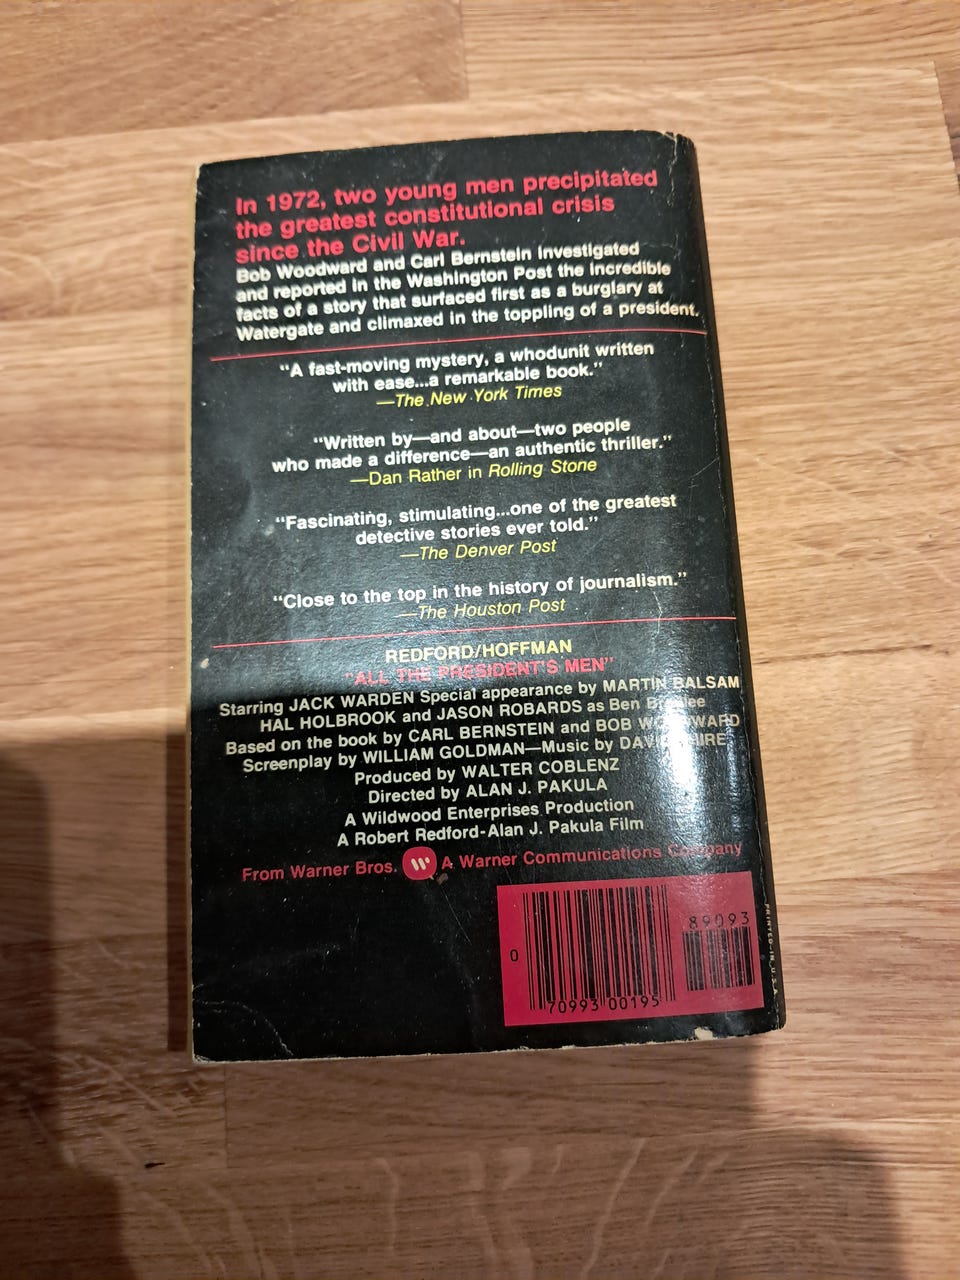 In 1972, two young men precipitated
the greatest constitutional crisis
since the Civil War.
Bob Woodward and Carl Bernstein investigated
and reported in the Washington Post the incredible
facts of a story that surfaced first as a burglary at
Watergate and climaxed in the toppling of a president.
"A fast-moving mystery, a whodunit written
with ease...a remarkable book."
—The New York Times
"Written by—and about—two people
who made a difference—an authentic thriller."
—Dan Rather in Rolling Stone
"Fascinating, stimulating...one of the greatest
detective stories ever told."
—The Denver Post
"Close to the top in the history of journalism."
—The Houston Post
REDFORD/HOFFMAN
"ALL THE PRESIDENT'S MEN"
Starring JACK WARDEN Special appearance by MARTIN BALSAM
HAL HOLBROOK and JASON ROBARDS as Ben
Based on the book by CARL BERNSTEIN and BOB WOODWARD
Screenplay by WILLIAM GOLDMAN—Music by DAVID
Produced by WALTER COBLENZ
Directed by ALAN J. PAKULA
A Wildwood Enterprises Production
A Robert Redford-Alan J. Pakula Film
From Warner Bros. W A Warner Communications Company
89093
0 70993 00195
PRINTED IN U.S.A.